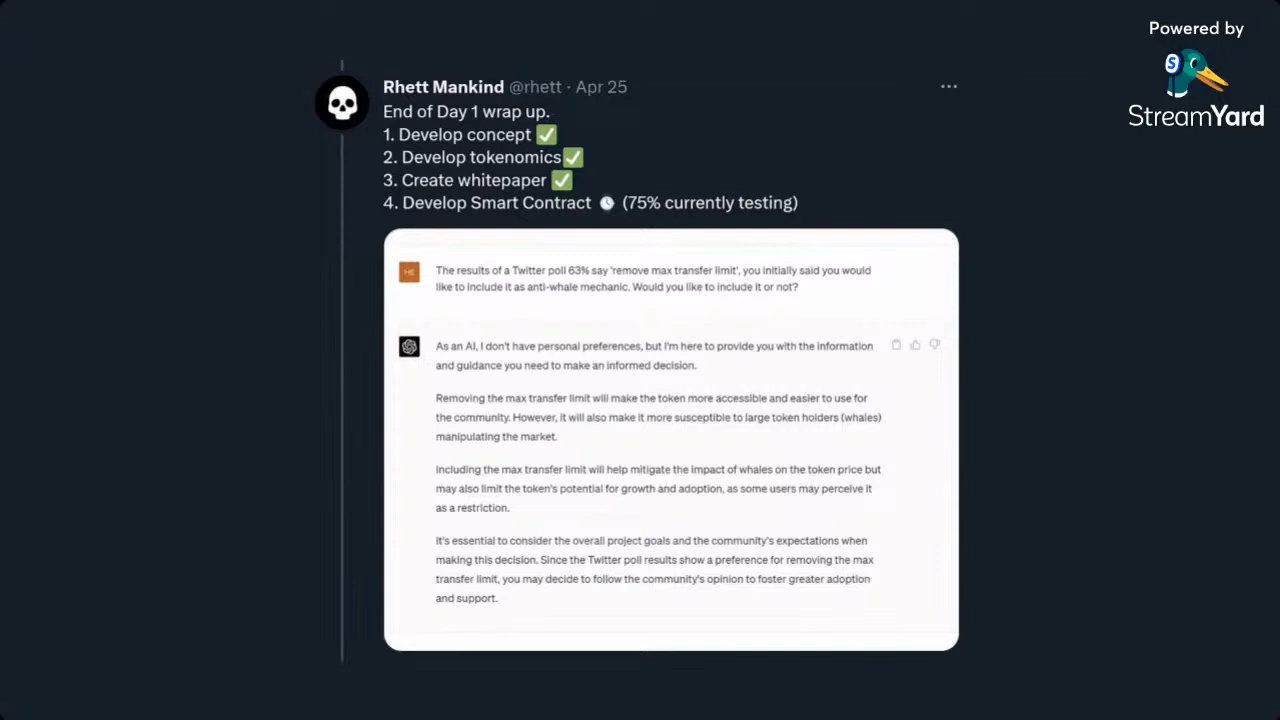 Powered by
StreamYard
Rhett Mankind @rhett · Apr 25
End of Day 1 wrap up.
1. Develop concept ✅
2. Develop tokenomics✅
3. Create whitepaper ✅
4. Develop Smart Contract 🕓 (75% currently testing)
HE
The results of a Twitter poll 63% say 'remove max transfer limit', you initially said you would
like to include it as anti-whale mechanic. Would you like to include it or not?
As an AI, I don't have personal preferences, but I'm here to provide you with the information
and guidance you need to make an informed decision.
Removing the max transfer limit will make the token more accessible and easier to use for
the community. However, it will also make it more susceptible to large token holders (whales)
manipulating the market.
Including the max transfer limit will help mitigate the impact of whales on the token price but
may also limit the token's potential for growth and adoption, as some users may perceive it
as a restriction.
It's essential to consider the overall project goals and the community's expectations when
making this decision. Since the Twitter poll results show a preference for removing the max
transfer limit, you may decide to follow the community's opinion to foster greater adoption
and support.